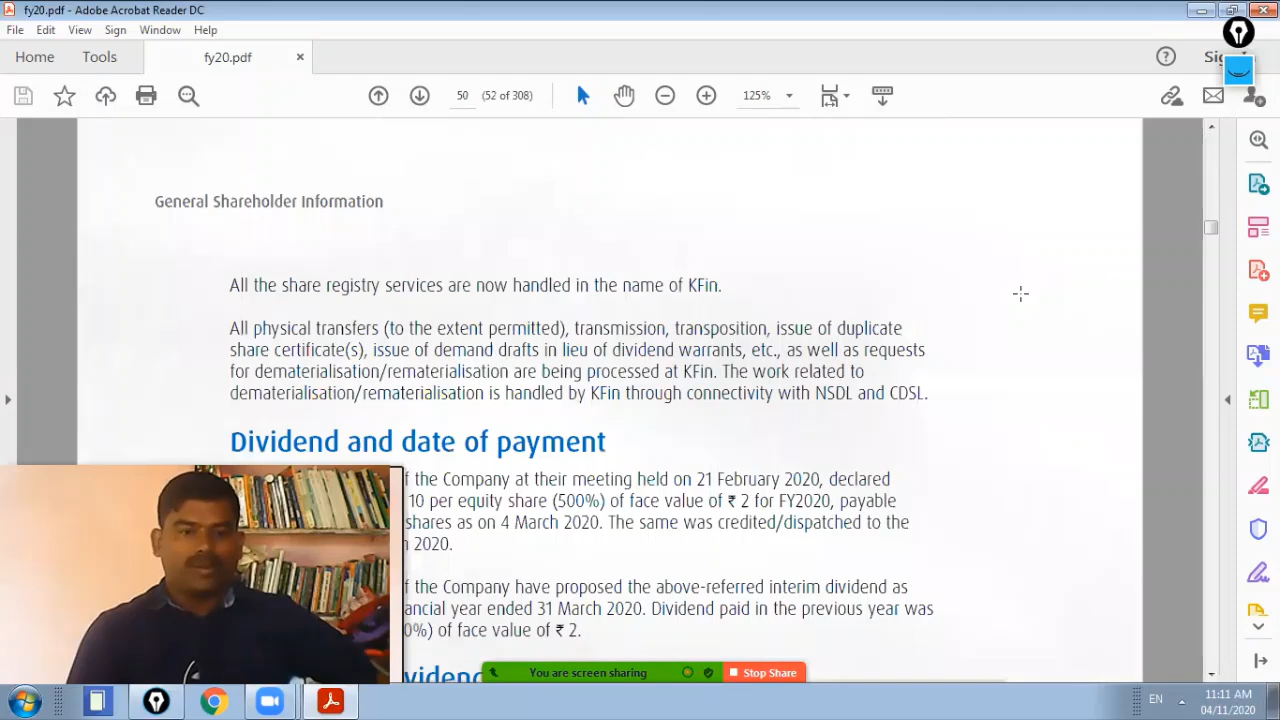 fy20.pdf - Adobe Acrobat Reader DC
File Edit View Sign Window Help
Home Tools fy20.pdf ×
50 (52 of 308) 125%
General Shareholder Information
All the share registry services are now handled in the name of KFin.
All physical transfers (to the extent permitted), transmission, transposition, issue of duplicate
share certificate(s), issue of demand drafts in lieu of dividend warrants, etc., as well as requests
for dematerialisation/rematerialisation are being processed at KFin. The work related to
dematerialisation/rematerialisation is handled by KFin through connectivity with NSDL and CDSL.
Dividend and date of payment
f the Company at their meeting held on 21 February 2020, declared
10 per equity share (500%) of face value of ₹ 2 for FY2020, payable
shares as on 4 March 2020. The same was credited/dispatched to the
2020.
f the Company have proposed the above-referred interim dividend as
ancial year ended 31 March 2020. Dividend paid in the previous year was
0%) of face value of ₹ 2.
You are screen sharing Stop Share
EN 11:11 AM
04/11/2020